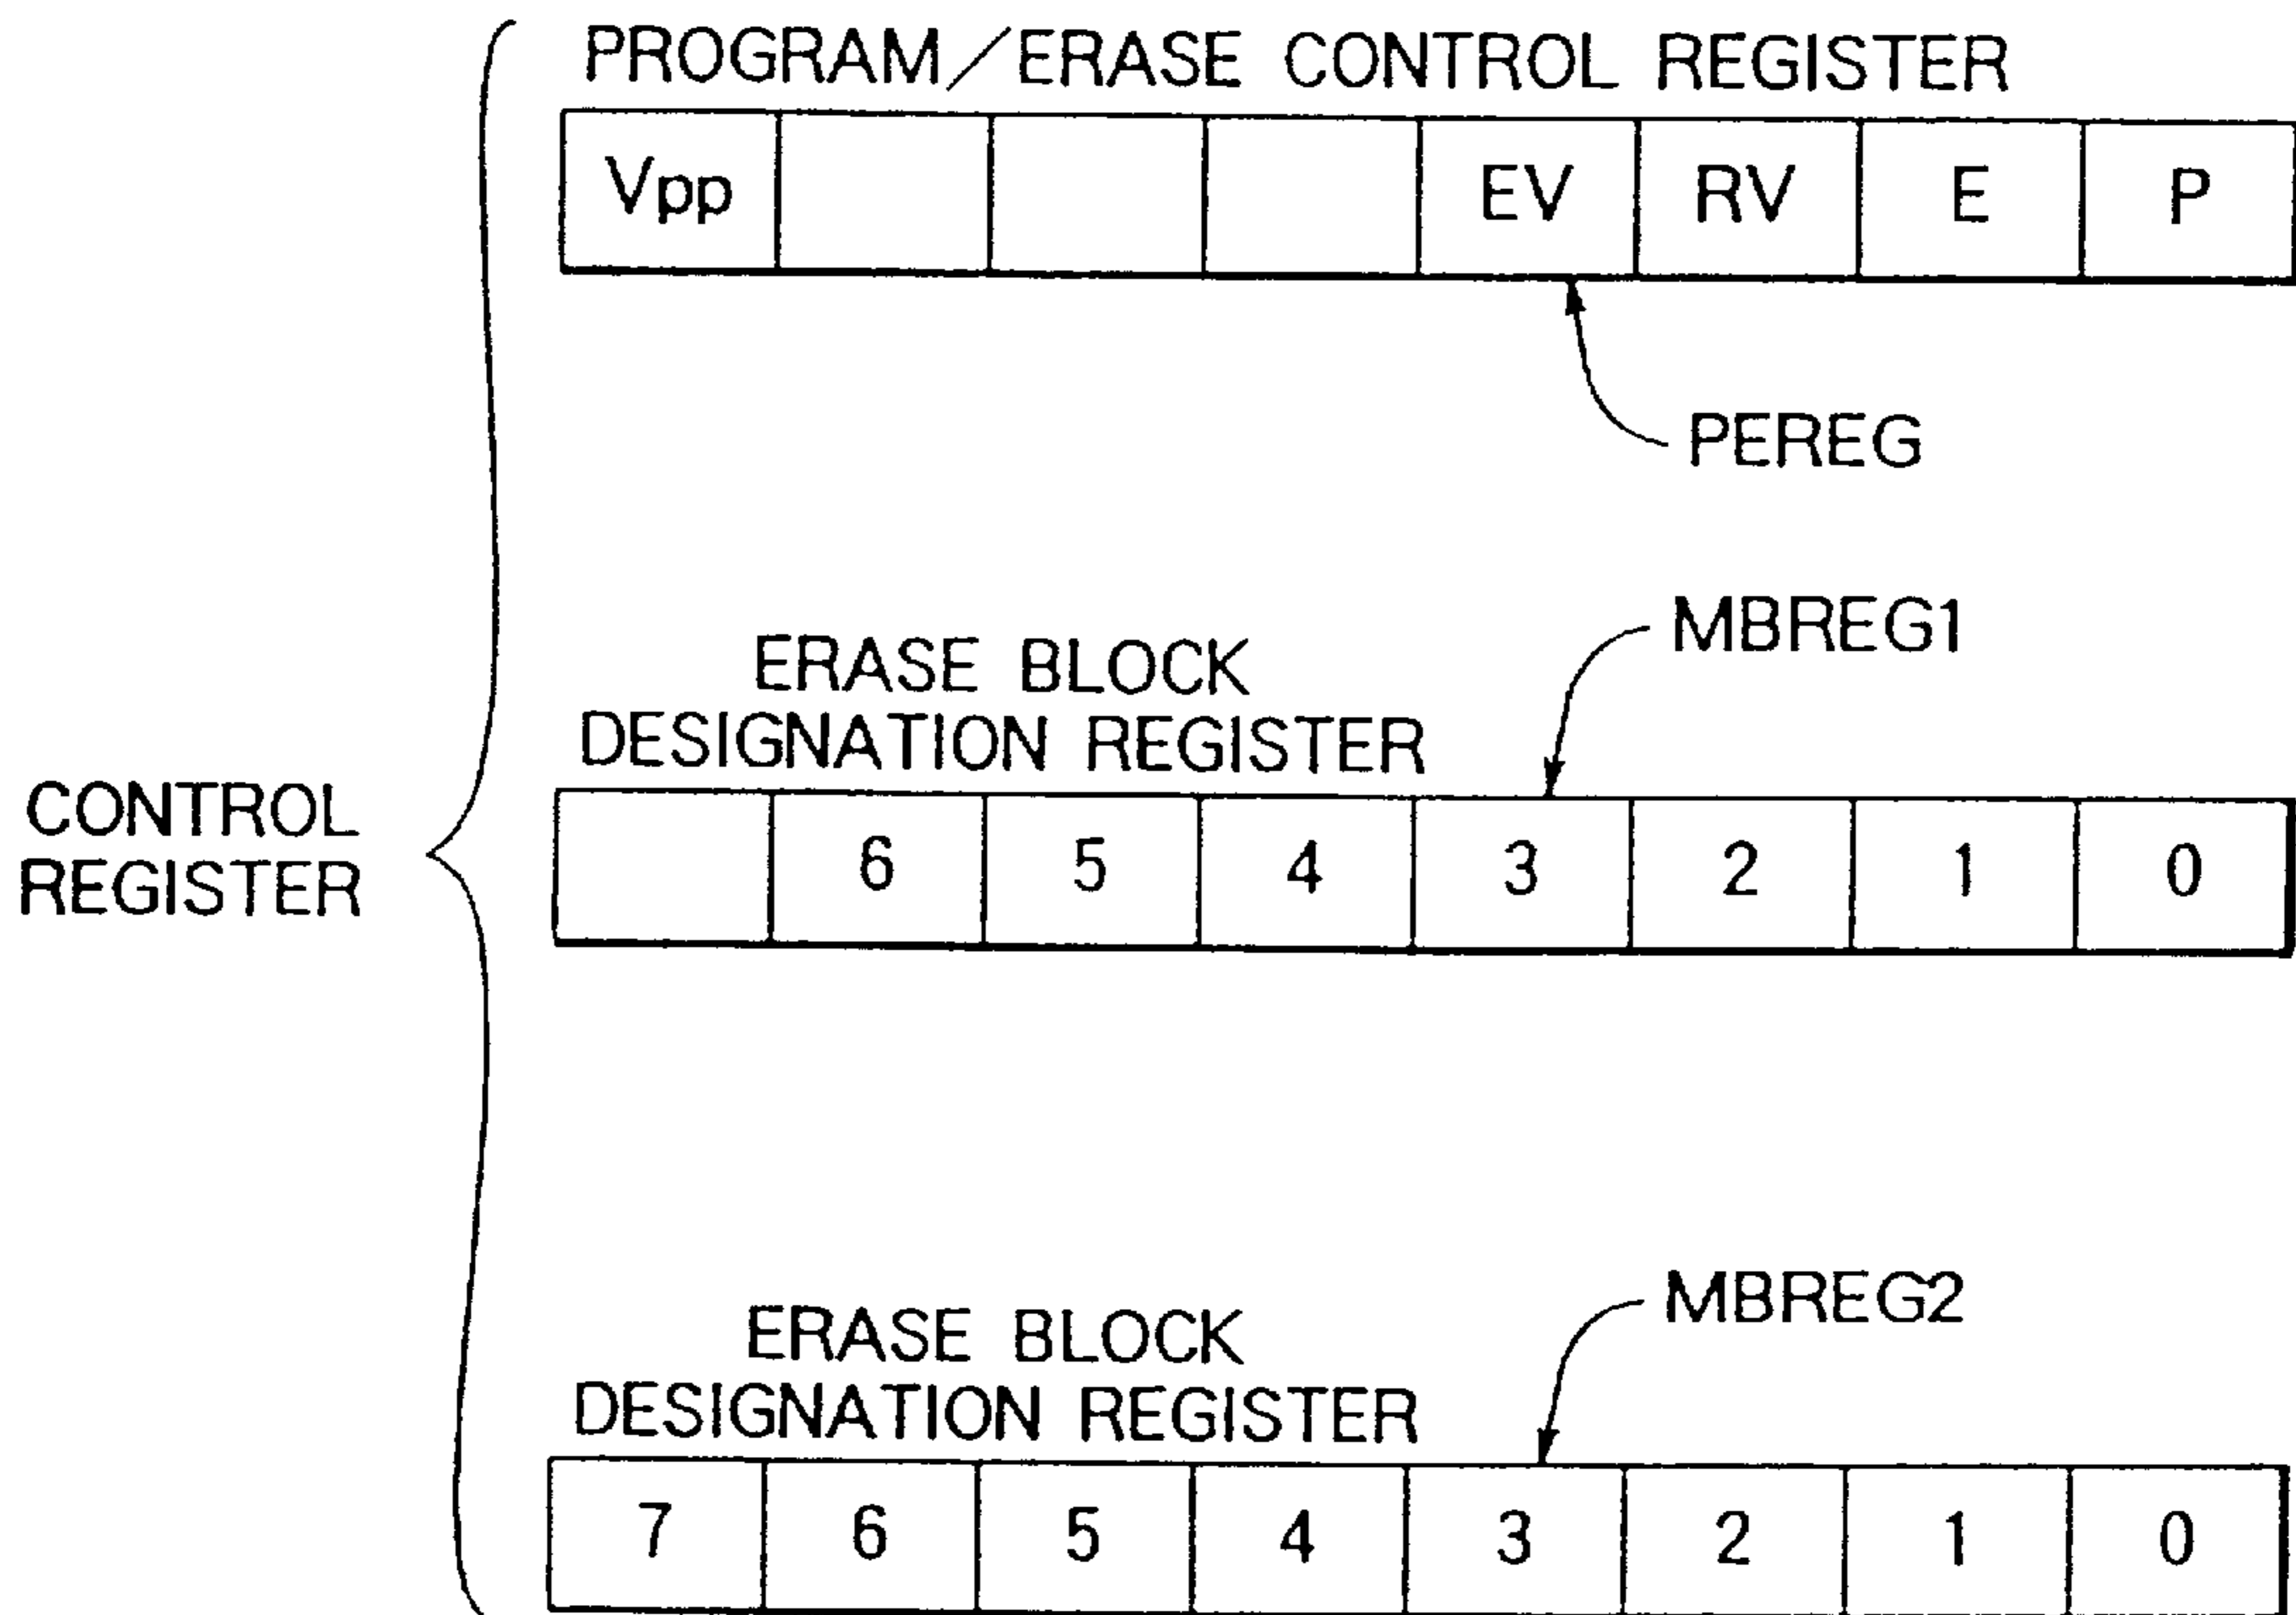 PROGRAM/ERASE CONTROL REGISTER
Vpp EV RV E P
PEREG
MBREG1
ERASE BLOCK
DESIGNATION REGISTER
CONTROL
REGISTER
6 5 4 3 2 1 0
MBREG2
ERASE BLOCK
DESIGNATION REGISTER
7 6 5 4 3 2 1 0